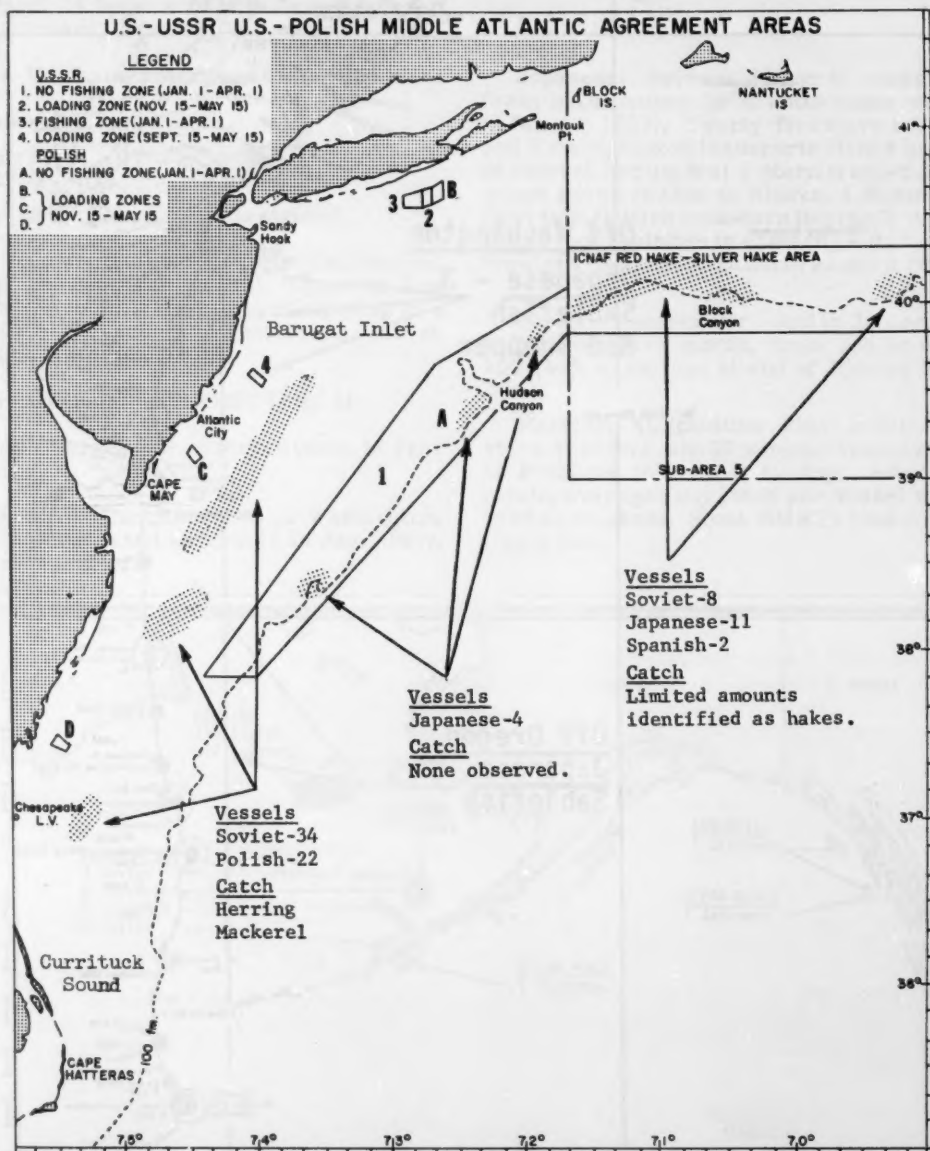 U.S.-USSR U.S.-POLISH MIDDLE ATLANTIC AGREEMENT AREAS
LEGEND
U.S.S.R.
1. NO FISHING ZONE (JAN. 1-APR. 1)
2. LOADING ZONE (NOV. 15-MAY 15)
3. FISHING ZONE (JAN. 1-APR. 1)
4. LOADING ZONE (SEPT. 15-MAY 15)
POLISH
A. NO FISHING ZONE (JAN. 1-APR. 1)
B.
C. } LOADING ZONES
D. NOV. 15-MAY 15
BLOCK
IS.
NANTUCKET
IS
Montauk
Pt.
41°
3 B
2
Sandy
Hook
ICNAF RED HAKE-SILVER HAKE AREA
40°
Block
Canyon
Barugat Inlet
4
Hudson
Canyon
A
Atlantic
City
C
CAPE
MAY
1
SUB-AREA 5
39°
Vessels
Soviet-8
Japanese-11
Spanish-2
Catch
Limited amounts
identified as hakes.
38°
Vessels
Japanese-4
Catch
None observed.
D
Chesapeake
L.V.
37°
Vessels
Soviet-34
Polish-22
Catch
Herring
Mackerel
36°
Currituck
Sound
100 fm.
CAPE
HATTERAS
75° 74° 73° 72° 71° 70°